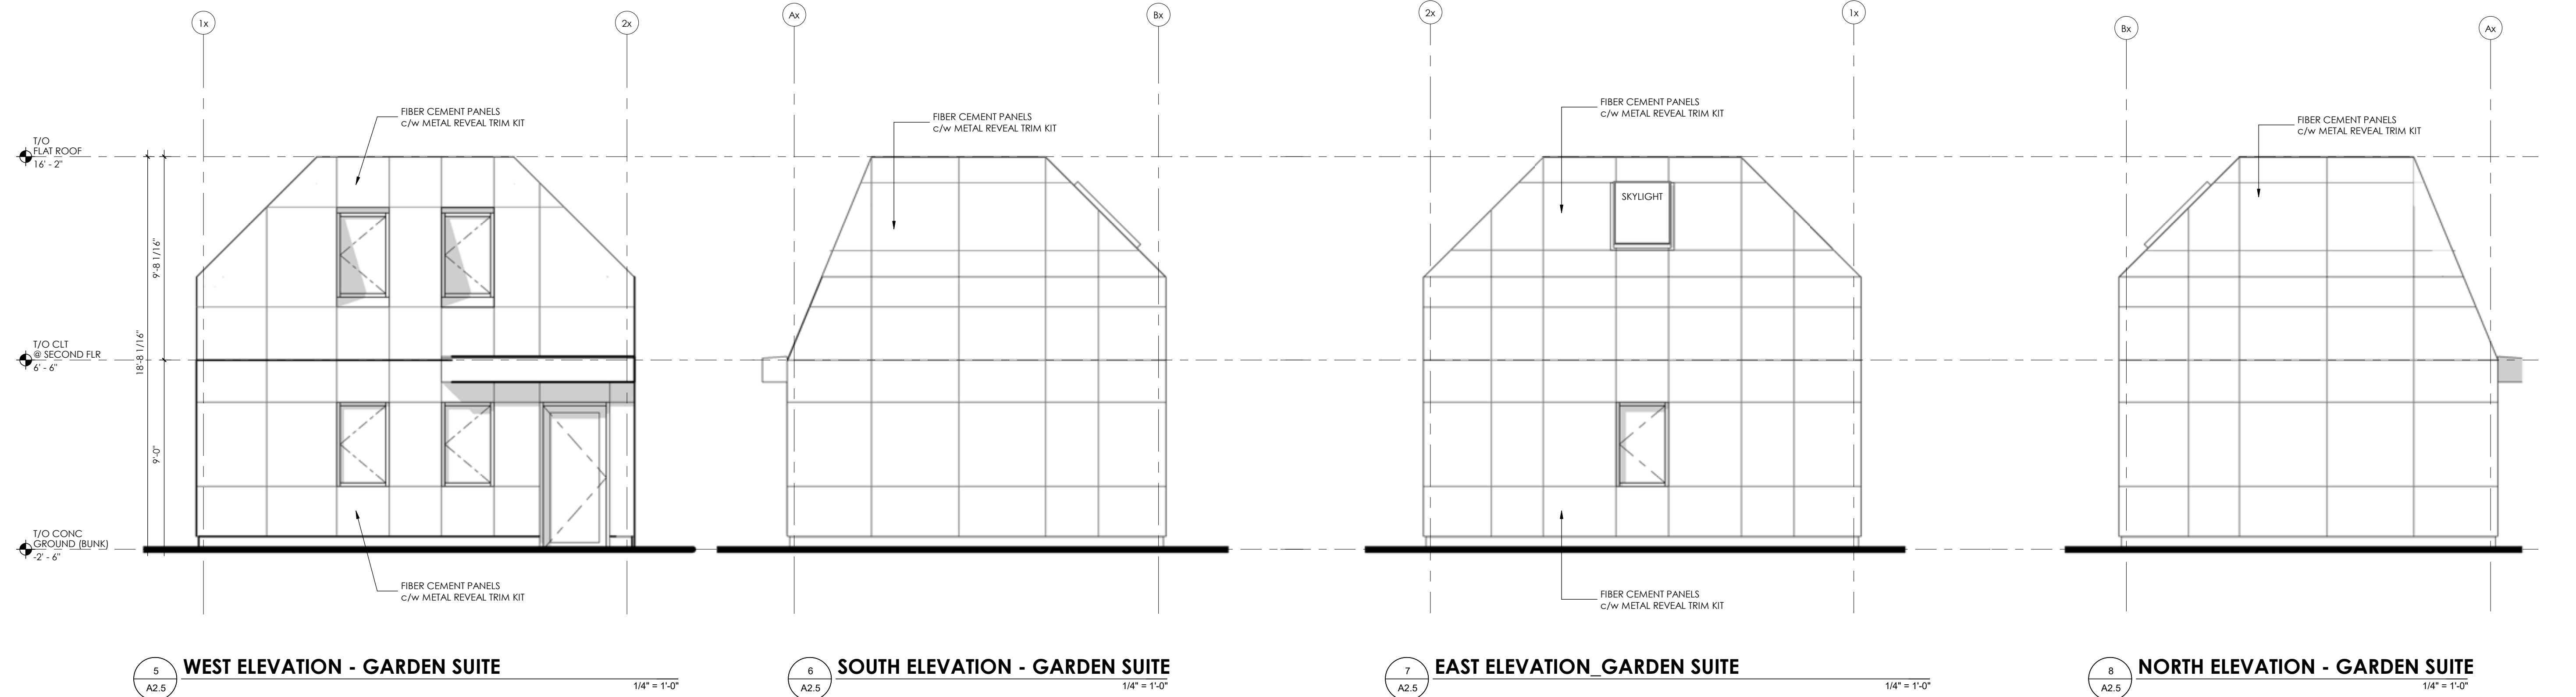 1x
2x
Ax
Bx
2x
1x
Bx
Ax
FIBER CEMENT PANELS
c/w METAL REVEAL TRIM KIT
FIBER CEMENT PANELS
c/w METAL REVEAL TRIM KIT
FIBER CEMENT PANELS
c/w METAL REVEAL TRIM KIT
FIBER CEMENT PANELS
c/w METAL REVEAL TRIM KIT
T/O
FLAT ROOF
16' - 2"
SKYLIGHT
9'-8 1/16"
18'-8 1/16"
T/O CLT
@ SECOND FLR
6' - 6"
9'-0"
T/O CONC
GROUND (BUNK)
-2' - 6"
FIBER CEMENT PANELS
c/w METAL REVEAL TRIM KIT
FIBER CEMENT PANELS
c/w METAL REVEAL TRIM KIT
5
A2.5
WEST ELEVATION - GARDEN SUITE
1/4" = 1'-0"
6
A2.5
SOUTH ELEVATION - GARDEN SUITE
1/4" = 1'-0"
7
A2.5
EAST ELEVATION_GARDEN SUITE
1/4" = 1'-0"
8
A2.5
NORTH ELEVATION - GARDEN SUITE
1/4" = 1'-0"